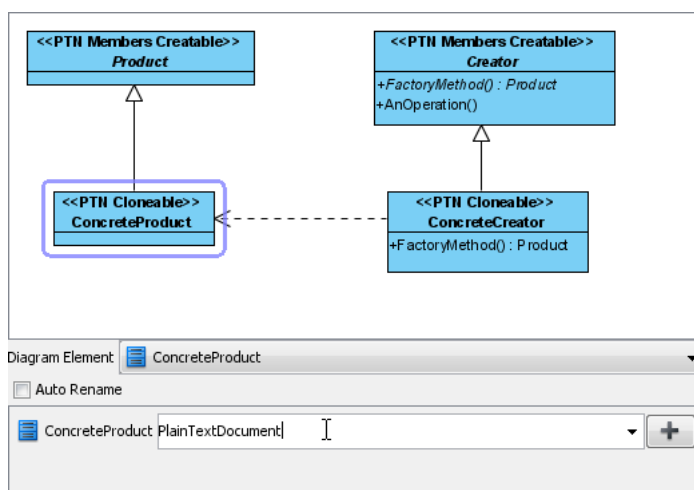 <<PTN Members Creatable>>
Product
<<PTN Members Creatable>>
Creator
+FactoryMethod() : Product
+AnOperation()
<<PTN Cloneable>>
ConcreteProduct
<<PTN Cloneable>>
ConcreteCreator
+FactoryMethod() : Product
Diagram Element ConcreteProduct
Auto Rename
ConcreteProduct PlainTextDocument